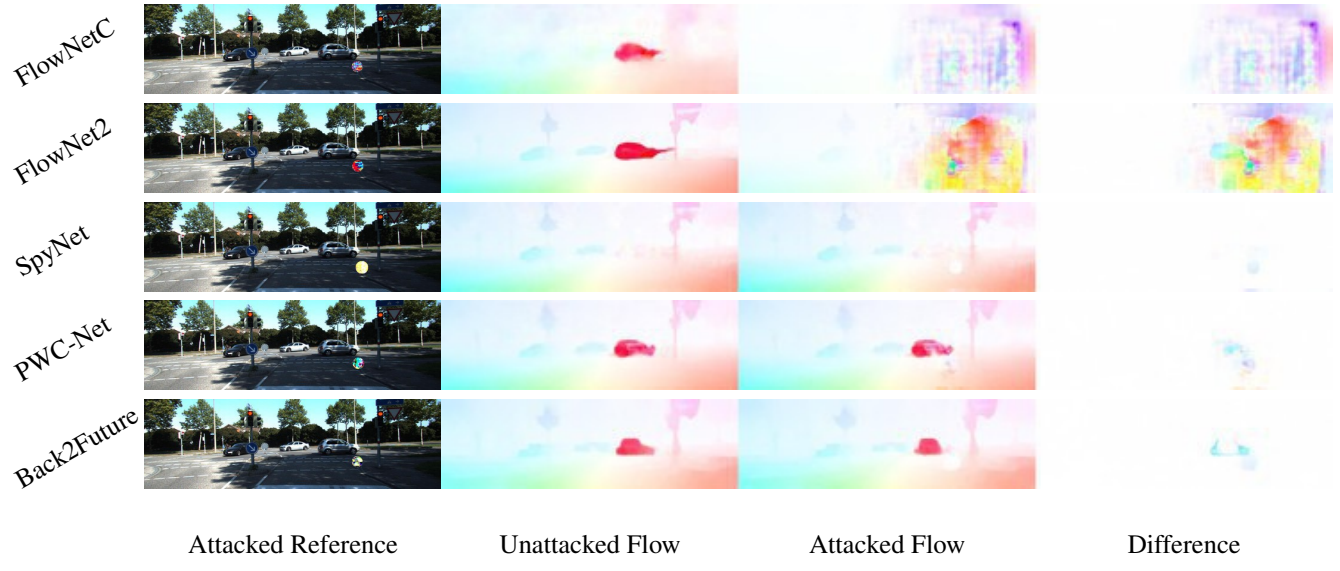 FlowNetC
FlowNet2
SpyNet
PWC-Net
Back2Future
Attacked Reference Unattacked Flow Attacked Flow Difference